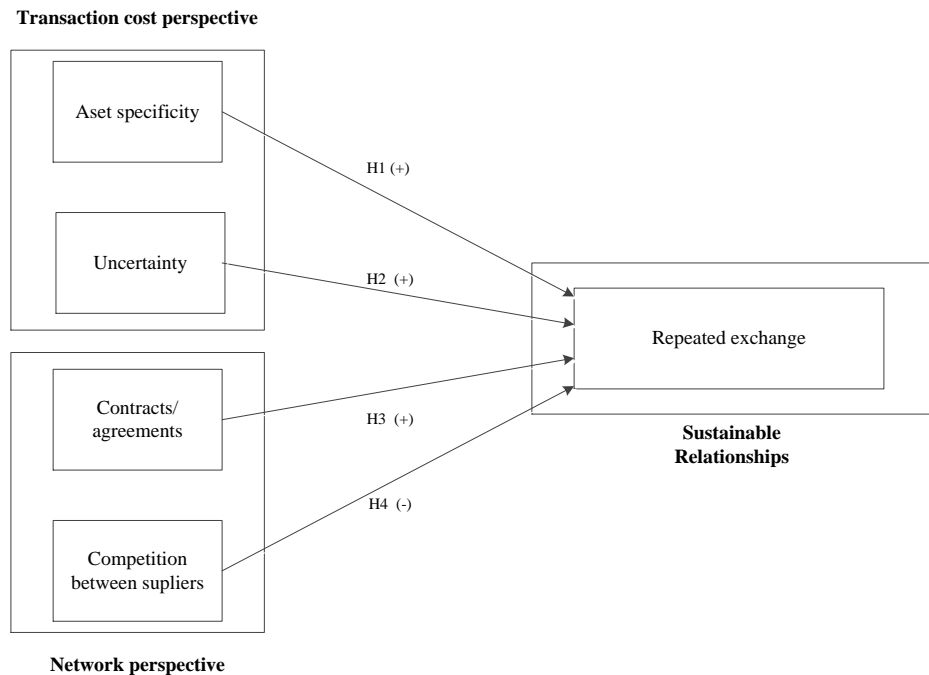 Transaction cost perspective
Aset specificity
H1 (+)
Uncertainty
H2 (+)
Repeated exchange
Contracts/
agreements
H3 (+)
Sustainable
Relationships
H4 (-)
Competition
between supliers
Network perspective